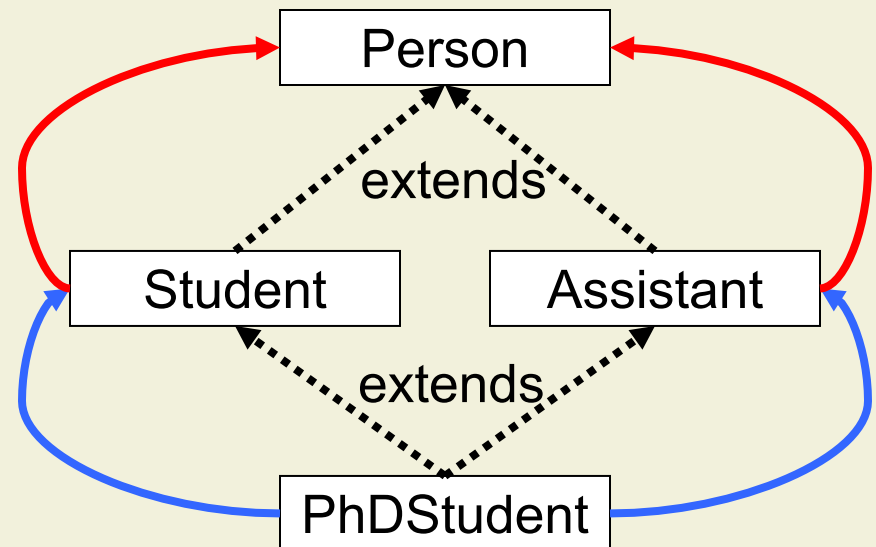 Person
extends
Student
Assistant
extends
PhDStudent